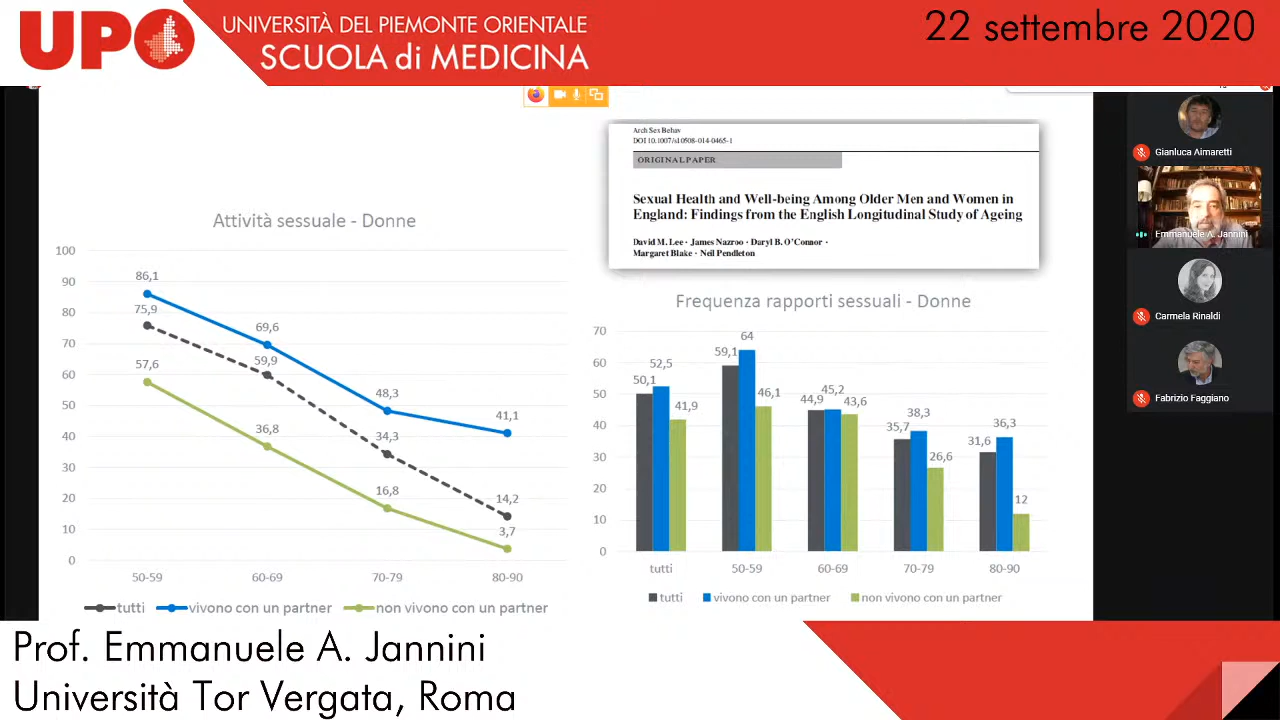 UPO
UNIVERSITÀ DEL PIEMONTE ORIENTALE
SCUOLA di MEDICINA
22 settembre 2020
Arch Sex Behav
DOI 10.1007/s10508-014-0465-1
ORIGINAL PAPER
Sexual Health and Well-being Among Older Men and Women in
England: Findings from the English Longitudinal Study of Ageing
David M. Lee · James Nazroo · Daryl B. O'Connor ·
Margaret Blake · Neil Pendleton
Attività sessuale - Donne
100
90
80
70
60
50
40
30
20
10
0
86,1
75,9
57,6
69,6
59,9
36,8
48,3
34,3
16,8
41,1
14,2
3,7
50-59
60-69
70-79
80-90
tutti
vivono con un partner
non vivono con un partner
Frequenza rapporti sessuali - Donne
70
60
50
40
30
20
10
0
50,1
52,5
41,9
59,1
64
46,1
44,9
45,2
43,6
35,7
38,3
26,6
31,6
36,3
12
tutti
50-59
60-69
70-79
80-90
tutti
vivono con un partner
non vivono con un partner
Gianluca Aimaretti
Emmanuele A. Jannini
Carmela Rinaldi
Fabrizio Faggiano
Prof. Emmanuele A. Jannini
Università Tor Vergata, Roma